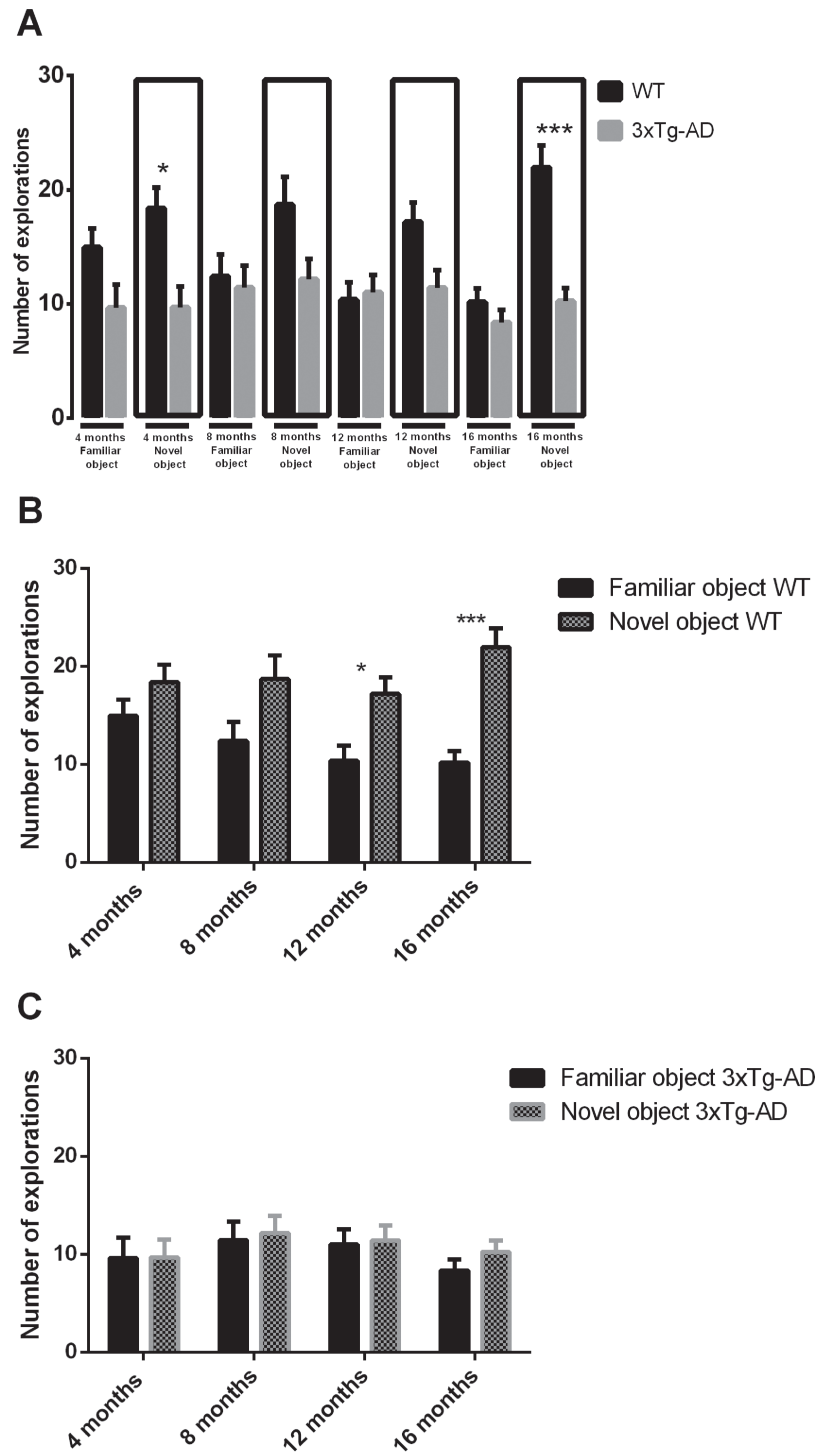 A
Number of explorations
30
20
10
0
*
***
WT
3xTg-AD
4 months
Familiar
object
4 months
Novel
object
8 months
Familiar
object
8 months
Novel
object
12 months
Familiar
object
12 months
Novel
object
16 months
Familiar
object
16 months
Novel
object
B
Number of explorations
30
20
10
0
*
***
Familiar object WT
Novel object WT
4 months
8 months
12 months
16 months
C
Number of explorations
30
20
10
0
Familiar object 3xTg-AD
Novel object 3xTg-AD
4 months
8 months
12 months
16 months